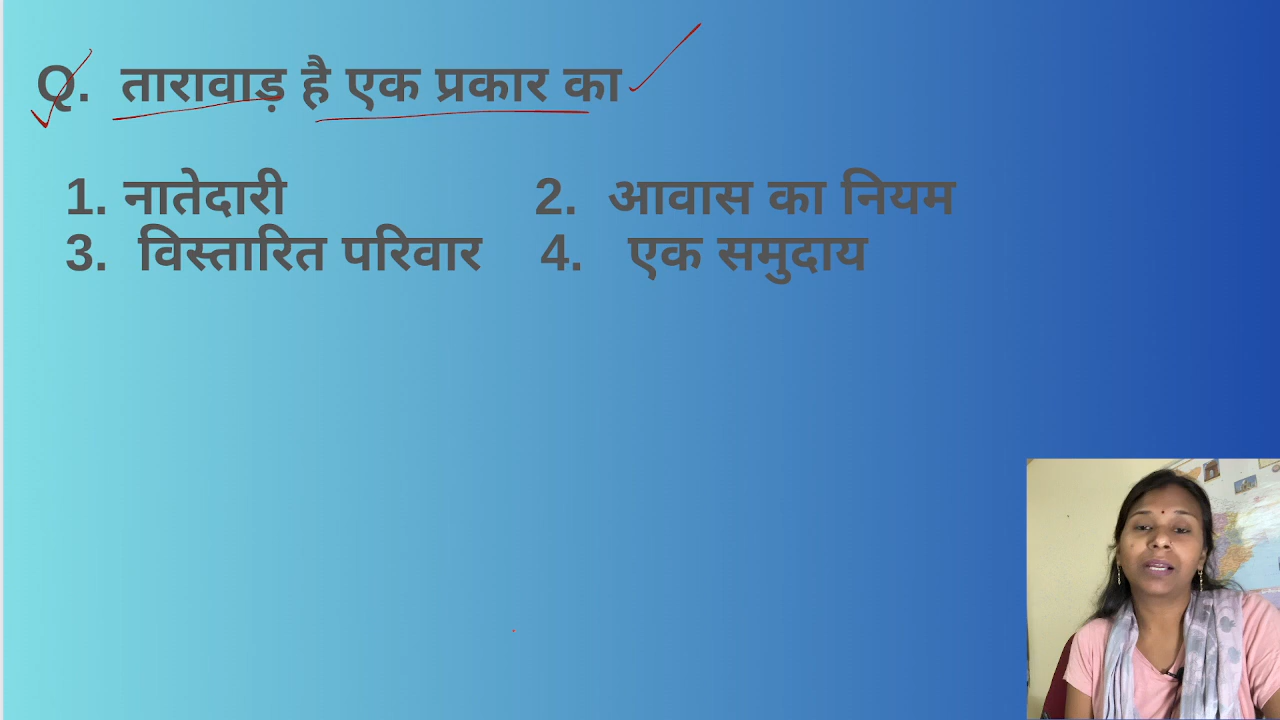 Q. तारावाड़ है एक प्रकार का
1. नातेदारी 2. आवास का नियम
3. विस्तारित परिवार 4. एक समुदाय